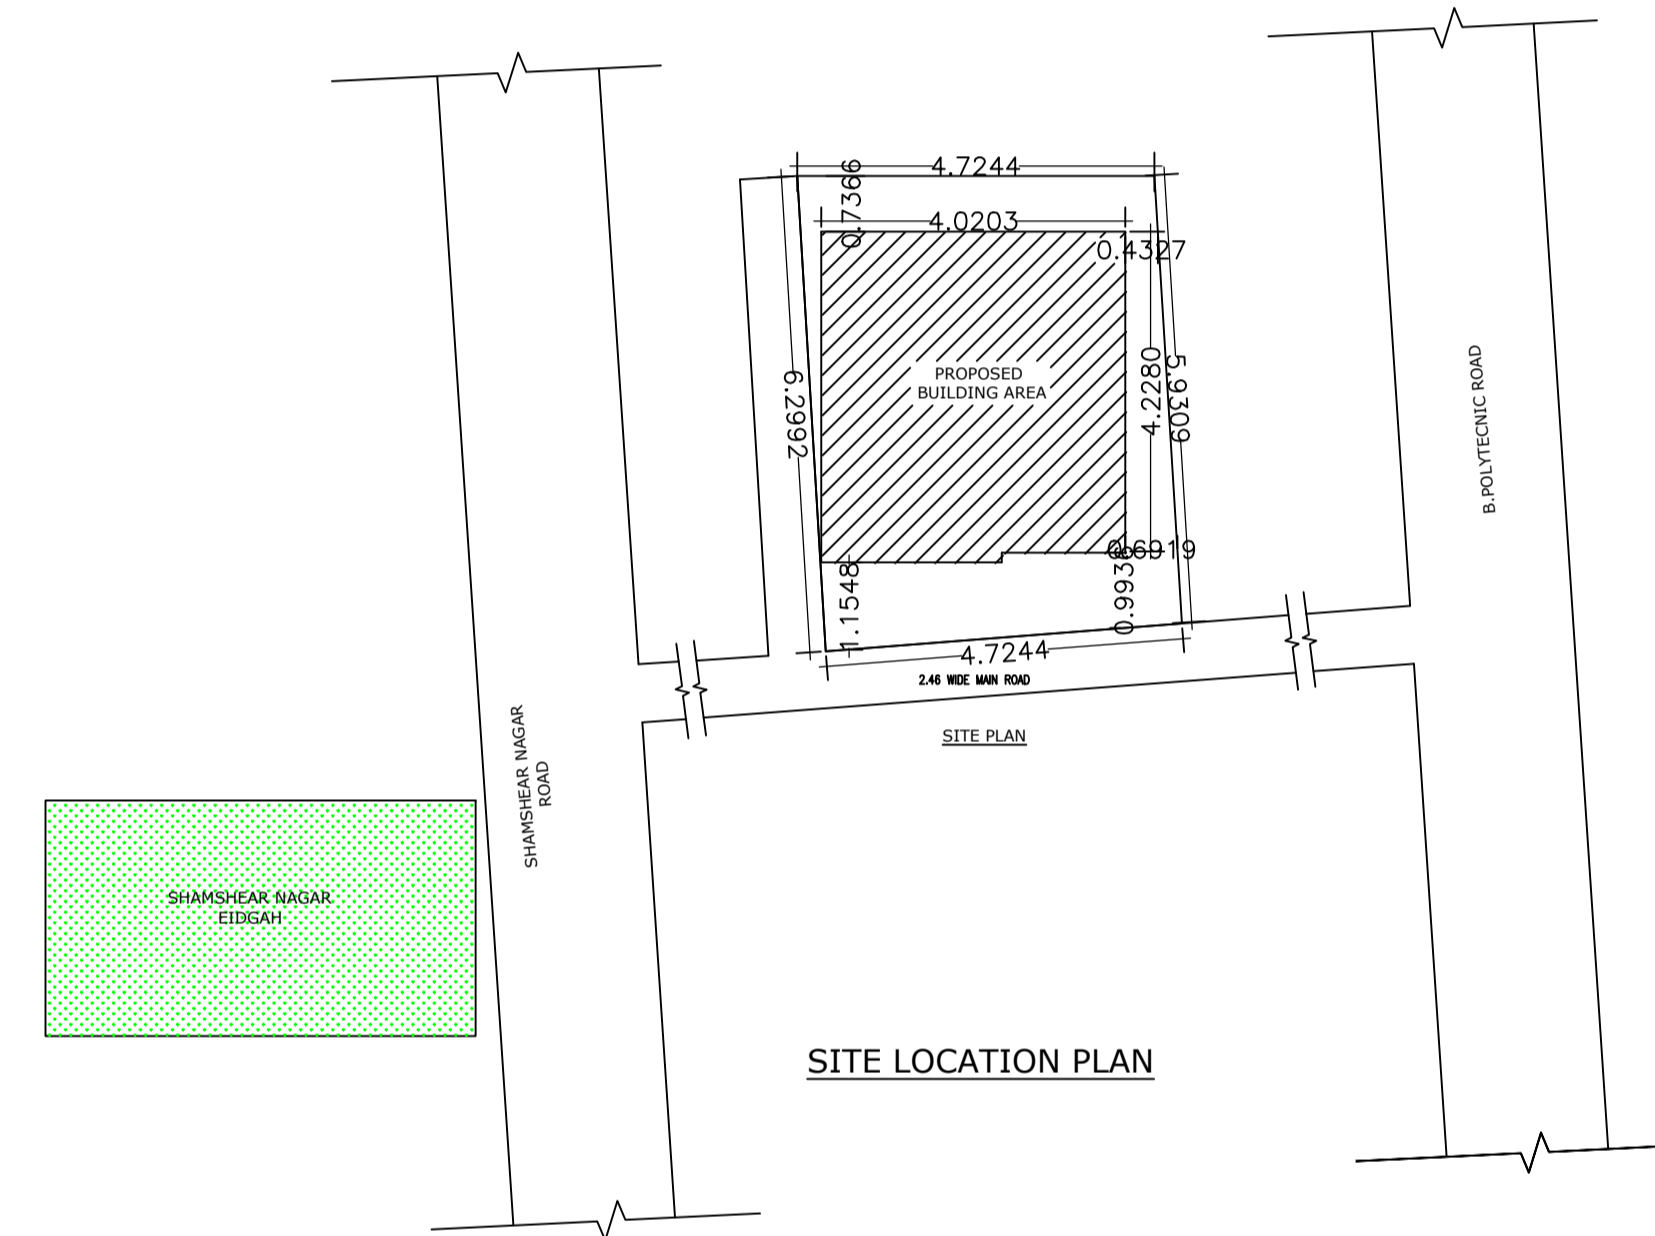 4.7244
0.7366
4.0203
0.4327
PROPOSED
BUILDING AREA
6.2992
4.2280
5.9309
B.POLYTECNIC ROAD
0.6919
0.9936
1.1548
4.7244
2.46 WIDE MAIN ROAD
SITE PLAN
SHAMSHEAR NAGAR
ROAD
SHAMSHEAR NAGAR
EIDGAH
SITE LOCATION PLAN